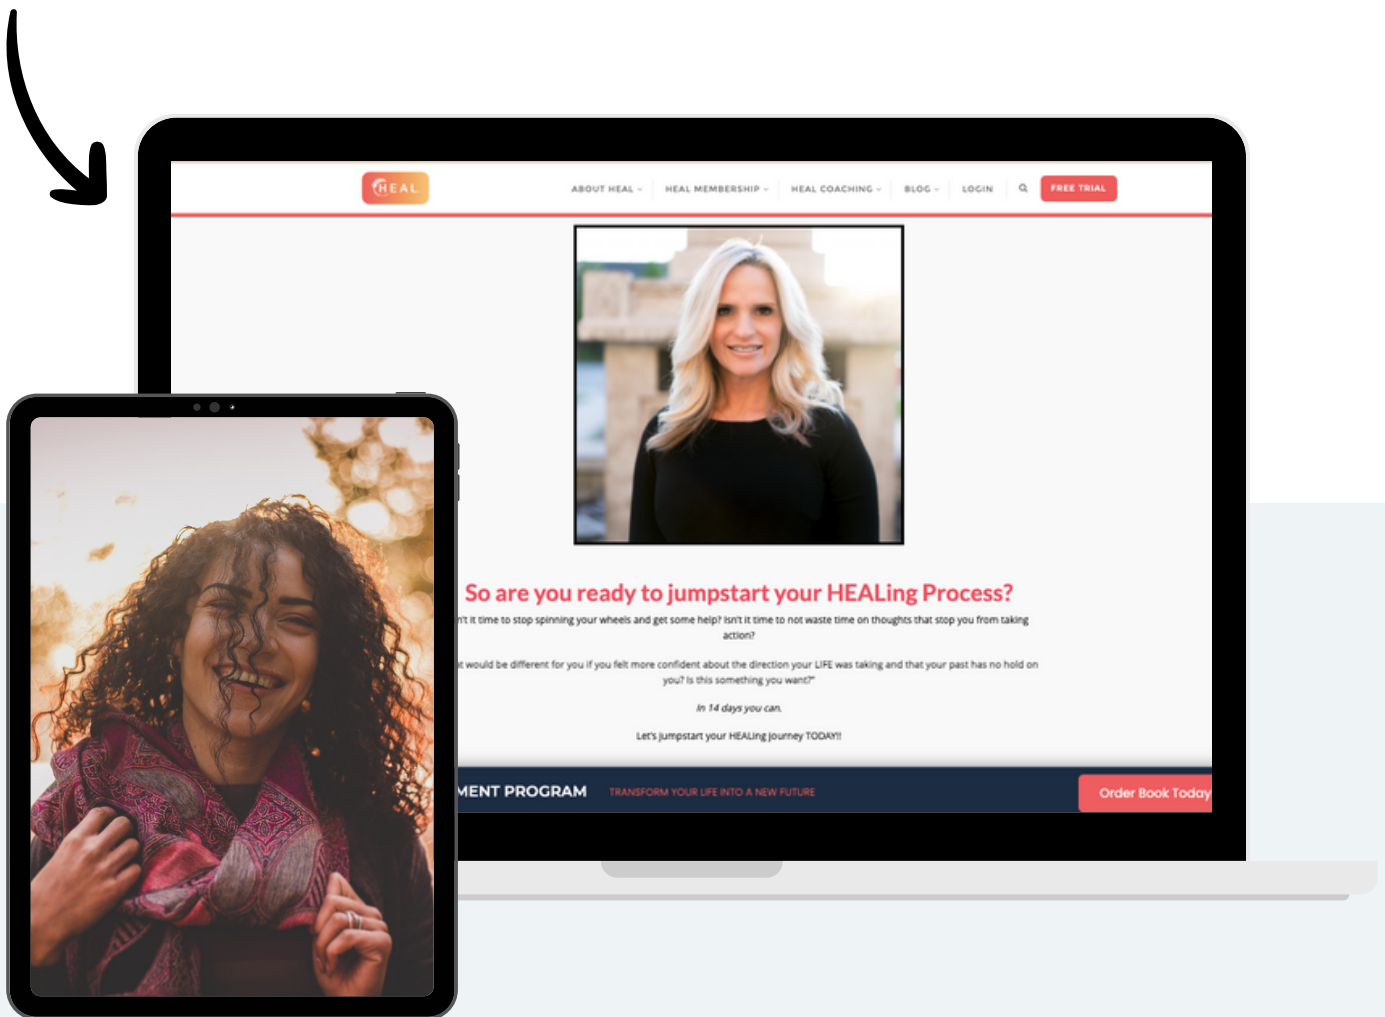 HEAL
ABOUT HEAL
HEAL MEMBERSHIP
HEAL COACHING
BLOG
LOGIN
FREE TRIAL
So are you ready to jumpstart your HEALing Process?
n't it time to stop spinning your wheels and get some help? Isn't it time to not waste time on thoughts that stop you from taking
action?
at would be different for you if you felt more confident about the direction your LIFE was taking and that your past has no hold on
you? Is this something you want?"
In 14 days you can.
Let's jumpstart your HEALing journey TODAY!!
MENT PROGRAM
TRANSFORM YOUR LIFE INTO A NEW FUTURE
Order Book Today